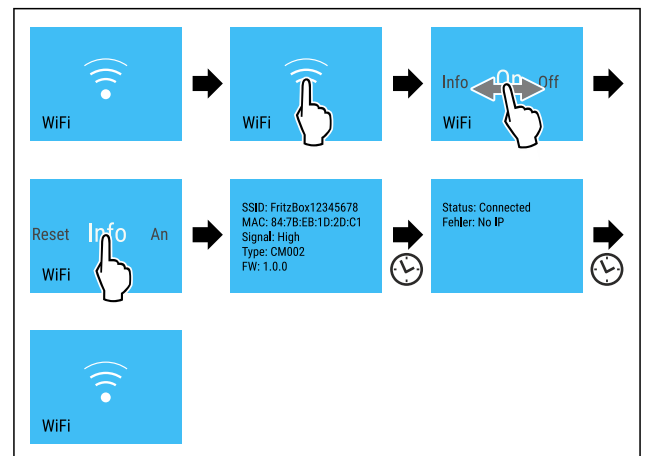 WiFi
WiFi
Info On Off
WiFi
Reset Info An
WiFi
SSID: FritzBox12345678
MAC: 84:7B:EB:1D:2D:C1
Signal: High
Type: CM002
FW: 1.0.0
Status: Connected
Fehler: No IP
WiFi